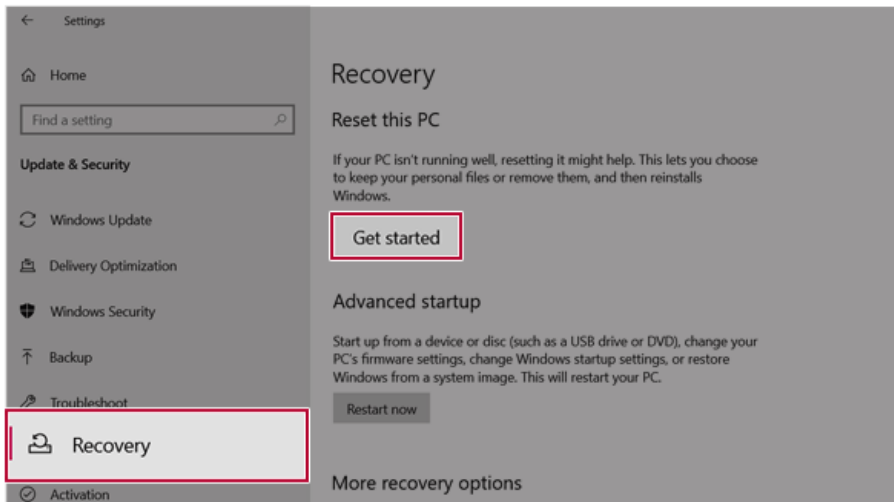 Settings
Home
Find a setting
Update & Security
Windows Update
Delivery Optimization
Windows Security
Backup
Troubleshoot
Recovery
Activation
Recovery
Reset this PC
If your PC isn't running well, resetting it might help. This lets you choose
to keep your personal files or remove them, and then reinstalls
Windows.
Get started
Advanced startup
Start up from a device or disc (such as a USB drive or DVD), change your
PC's firmware settings, change Windows startup settings, or restore
Windows from a system image. This will restart your PC.
Restart now
More recovery options